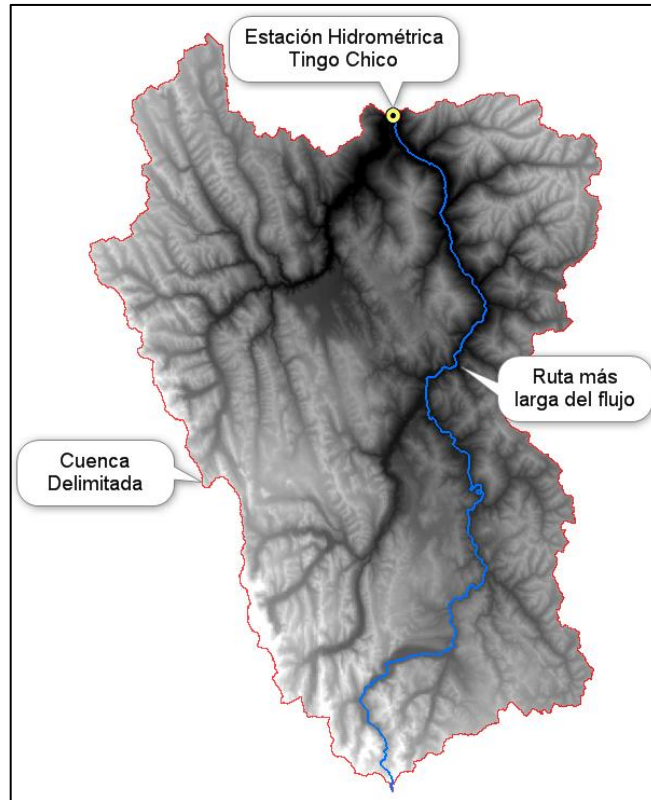 Estación Hidrométrica
Tingo Chico
Ruta más
larga del flujo
Cuenca
Delimitada